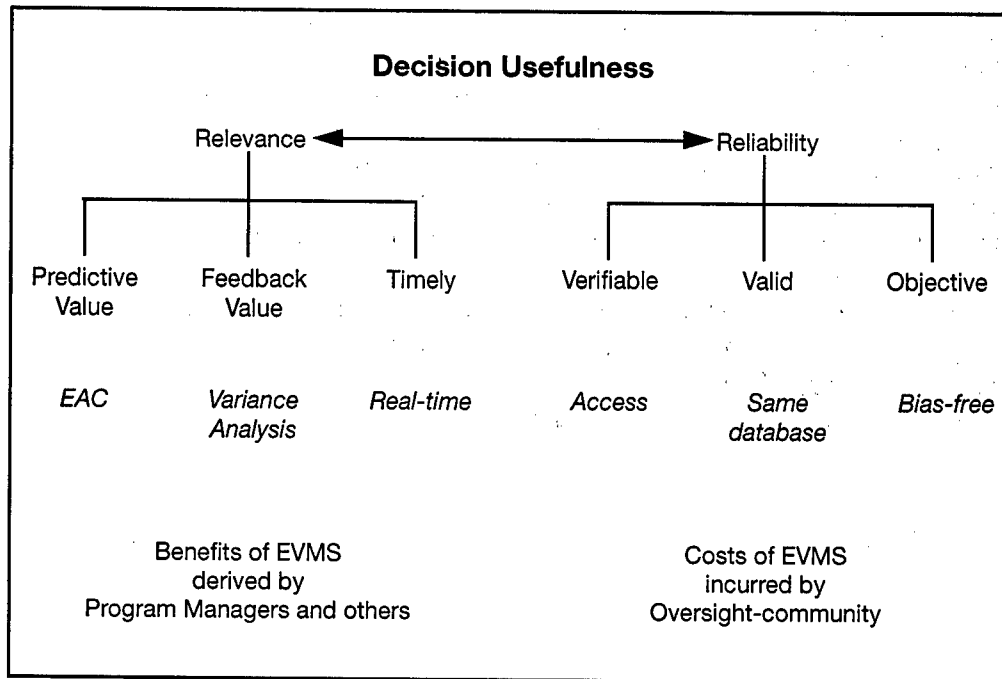 Decision Usefulness
Relevance
Reliability
Predictive
Value
Feedback
Value
Timely
Verifiable
Valid
Objective
EAC
Variance
Analysis
Real-time
Access
Same
database
Bias-free
Benefits of EVMS
derived by
Program Managers and others
Costs of EVMS
incurred by
Oversight-community